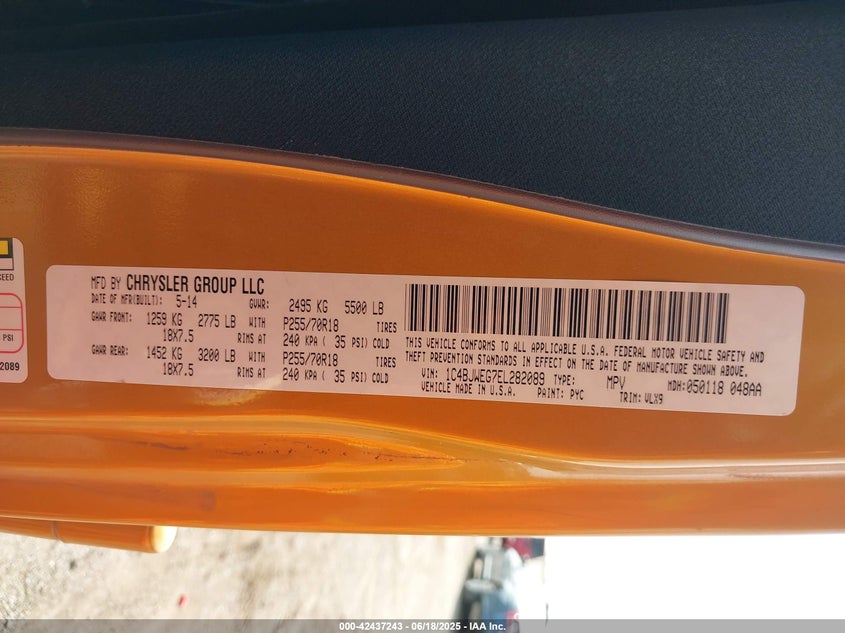 CEED
PSI
2089
MFD BY CHRYSLER GROUP LLC
DATE OF MFR(BUILT): 5-14 GVWR: 2495 KG 5500 LB
GAWR FRONT: 1259 KG 2775 LB WITH P255/70R18 TIRES
18X7.5 RIMS AT 240 KPA ( 35 PSI) COLD
GAWR REAR: 1452 KG 3200 LB WITH P255/70R18 TIRES
18X7.5 RIMS AT 240 KPA ( 35 PSI) COLD
THIS VEHICLE CONFORMS TO ALL APPLICABLE U.S.A. FEDERAL MOTOR VEHICLE SAFETY AND
THEFT PREVENTION STANDARDS IN EFFECT ON THE DATE OF MANUFACTURE SHOWN ABOVE.
VIN: 1C4BJWEG7EL282089 TYPE: MPV MDH:050118 048AA
VEHICLE MADE IN U.S.A. PAINT: PYC TRIM: VLX9
000-42437243 - 06/18/2025 - IAA Inc.